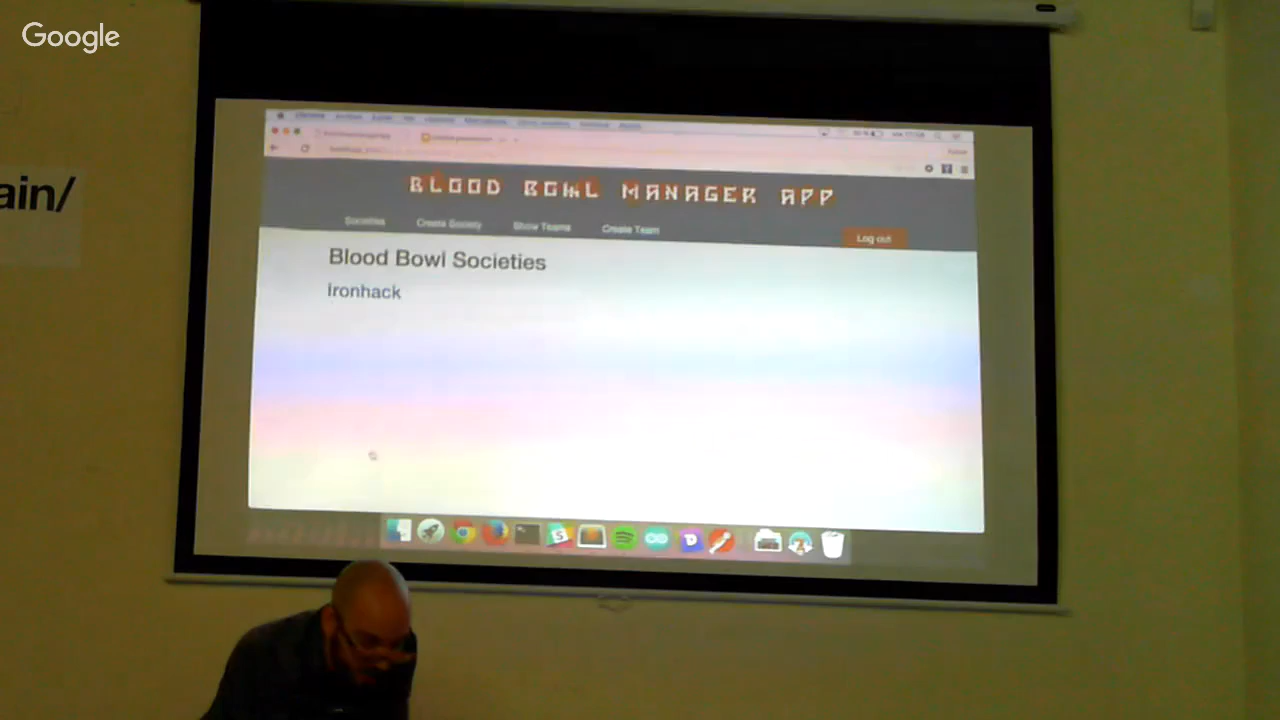 Google
ain/
BLOOD BOWL MANAGER APP
Societies Create Society Show Teams Create Team Log out
Blood Bowl Societies
Ironhack